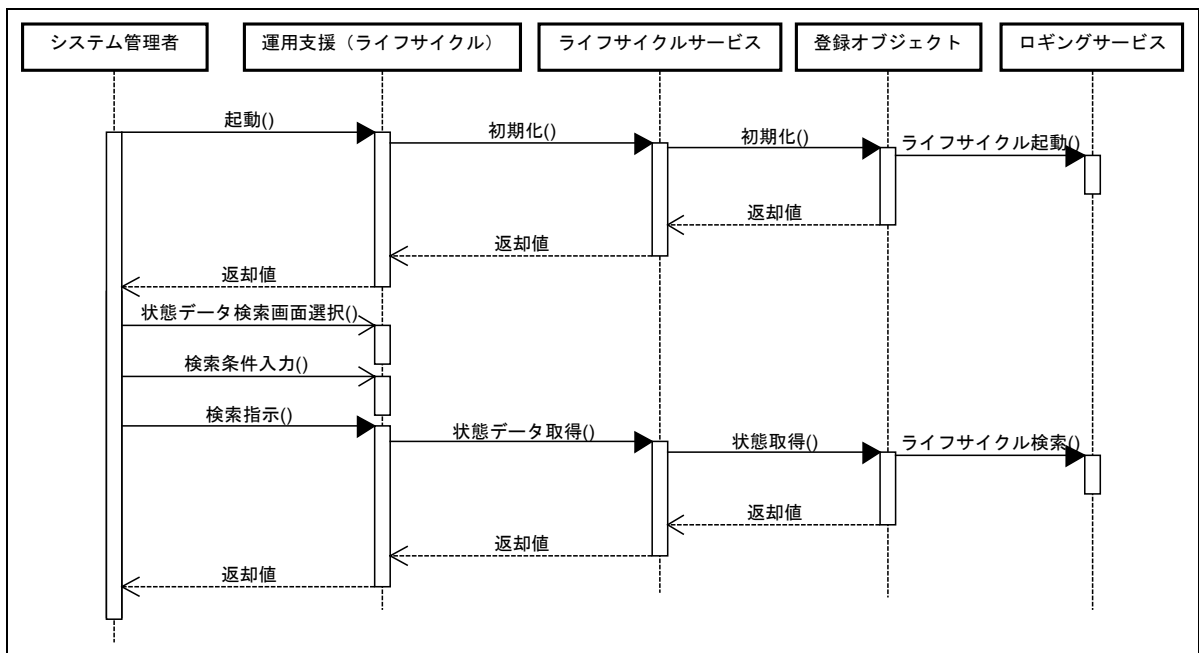 システム管理者
運用支援（ライフサイクル）
ライフサイクルサービス
登録オブジェクト
ロギングサービス
起動()
初期化()
初期化()
ライフサイクル起動()
返却値
返却値
返却値
状態データ検索画面選択()
検索条件入力()
検索指示()
状態データ取得()
状態取得()
ライフサイクル検索()
返却値
返却値
返却値